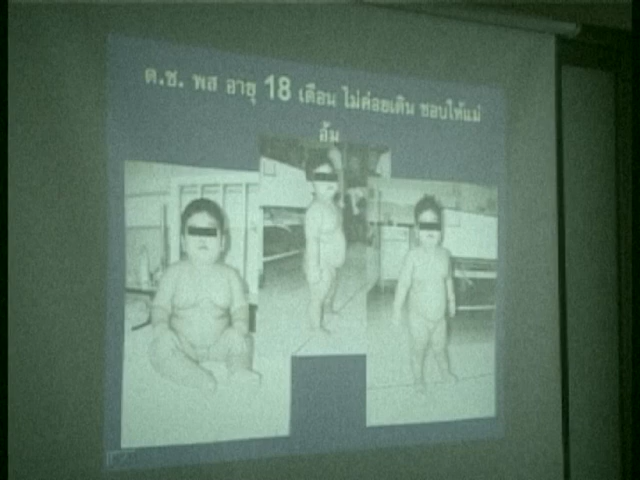 ด.ช. พส อายุ 18 เดือน ไม่ค่อยเดิน ชอบให้แม่
อุ้ม